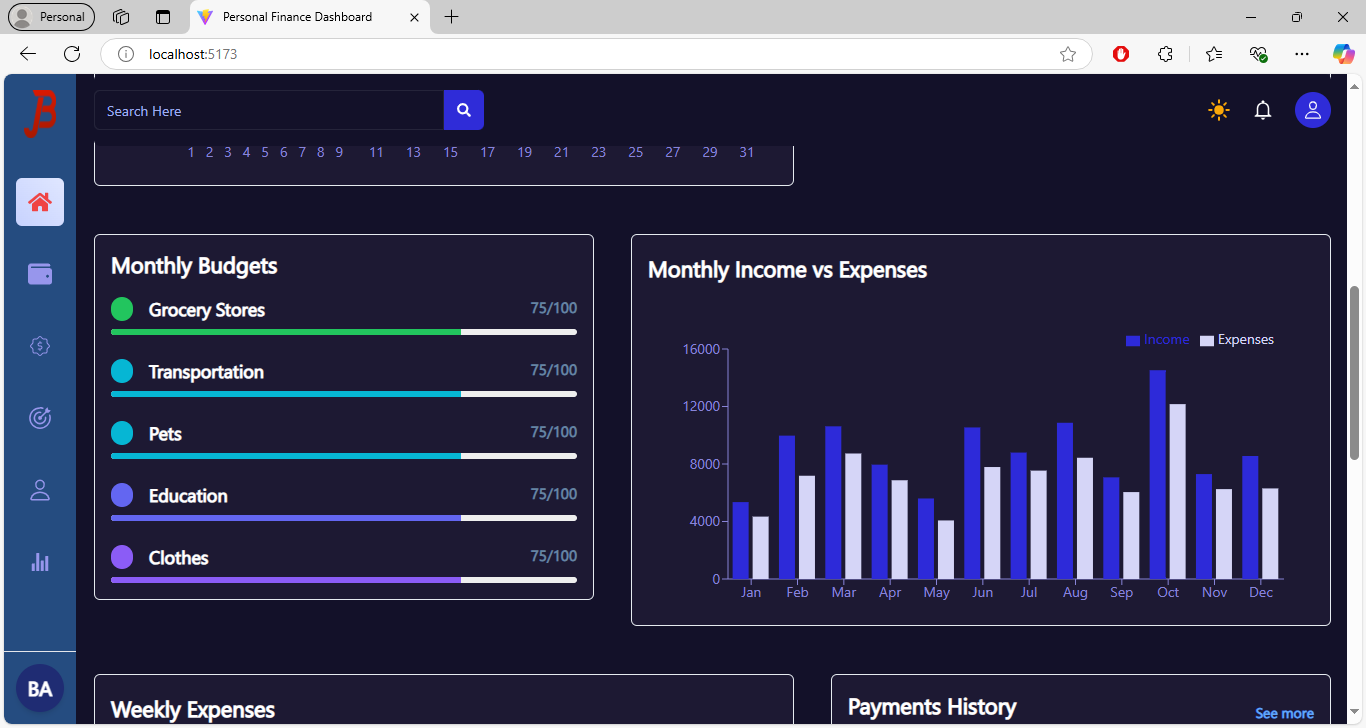 Personal
Personal Finance Dashboard
localhost:5173
B
Search Here
1 2 3 4 5 6 7 8 9 11 13 15 17 19 21 23 25 27 29 31
Monthly Budgets
Grocery Stores 75/100
Transportation 75/100
Pets 75/100
Education 75/100
Clothes 75/100
Monthly Income vs Expenses
Income Expenses
16000
12000
8000
4000
0
Jan Feb Mar Apr May Jun Jul Aug Sep Oct Nov Dec
BA
Weekly Expenses
Payments History
See more